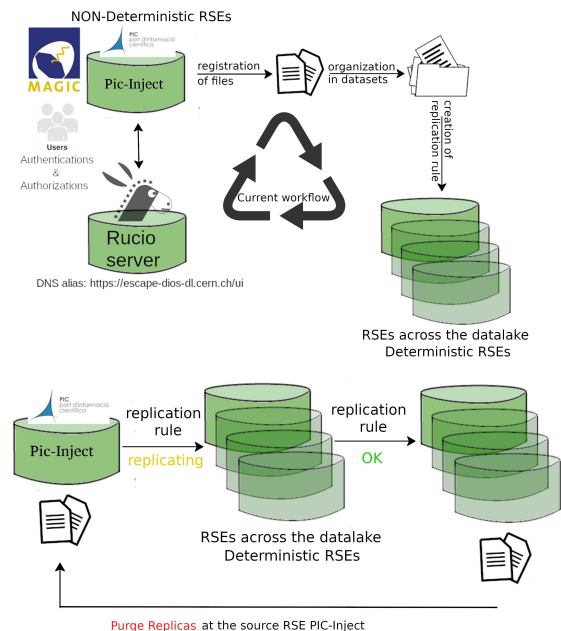 NON-Deterministic RSEs
PIC
port d'informació
científica
MAGIC
Pic-Inject
registration
of files
organization
in datasets
creation of
replication rule
Users
Authentications
&
Authorizations
Current workflow
Rucio
server
DNS alias: https://escape-dios-dl.cern.ch/ui
RSEs across the datalake
Deterministic RSEs
PIC
port d'informació
científica
Pic-Inject
replication
rule
replicating
replication
rule
OK
RSEs across the datalake
Deterministic RSEs
Purge Replicas at the source RSE PIC-Inject